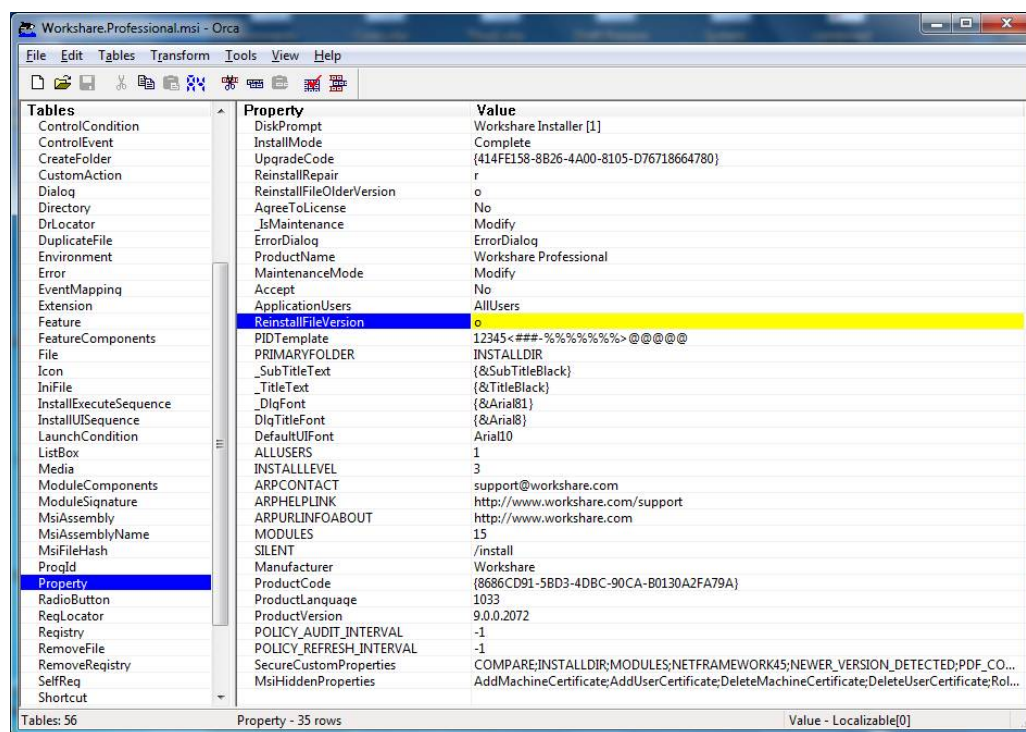 Workshare.Professional.msi - Orca
File Edit Tables Transform Tools View Help
Tables Property Value
ControlCondition DiskPrompt Workshare Installer [1]
ControlEvent InstallMode Complete
CreateFolder UpgradeCode {414FE158-8B26-4A00-8105-D76718664780}
CustomAction ReinstallRepair r
Dialog ReinstallFileOlderVersion o
Directory AgreeToLicense No
DrLocator _IsMaintenance Modify
DuplicateFile ErrorDialog ErrorDialog
Environment ProductName Workshare Professional
Error MaintenanceMode Modify
EventMapping Accept No
Extension ApplicationUsers AllUsers
Feature ReinstallFileVersion o
FeatureComponents PIDTemplate 12345<###-%%%%%%%>@@@@@
File PRIMARYFOLDER INSTALLDIR
Icon _SubTitleText {&SubTitleBlack}
IniFile _TitleText {&TitleBlack}
InstallExecuteSequence _DlgFont {&Arial81}
InstallUISequence DlgTitleFont {&Arial8}
LaunchCondition DefaultUIFont Arial10
ListBox ALLUSERS 1
Media INSTALLLEVEL 3
ModuleComponents ARPCONTACT support@workshare.com
ModuleSignature ARPHELPLINK http://www.workshare.com/support
MsiAssembly ARPURLINFOABOUT http://www.workshare.com
MsiAssemblyName MODULES 15
MsiFileHash SILENT /install
ProgId Manufacturer Workshare
Property ProductCode {8686CD91-5BD3-4DBC-90CA-B0130A2FA79A}
RadioButton ProductLanguage 1033
RegLocator ProductVersion 9.0.0.2072
Registry POLICY_AUDIT_INTERVAL -1
RemoveFile POLICY_REFRESH_INTERVAL -1
RemoveRegistry SecureCustomProperties COMPARE;INSTALLDIR;MODULES;NETFRAMEWORK45;NEWER_VERSION_DETECTED;PDF_CO...
SelfReg MsiHiddenProperties AddMachineCertificate;AddUserCertificate;DeleteMachineCertificate;DeleteUserCertificate;Rol...
Shortcut
Tables: 56 Property - 35 rows Value - Localizable[0]